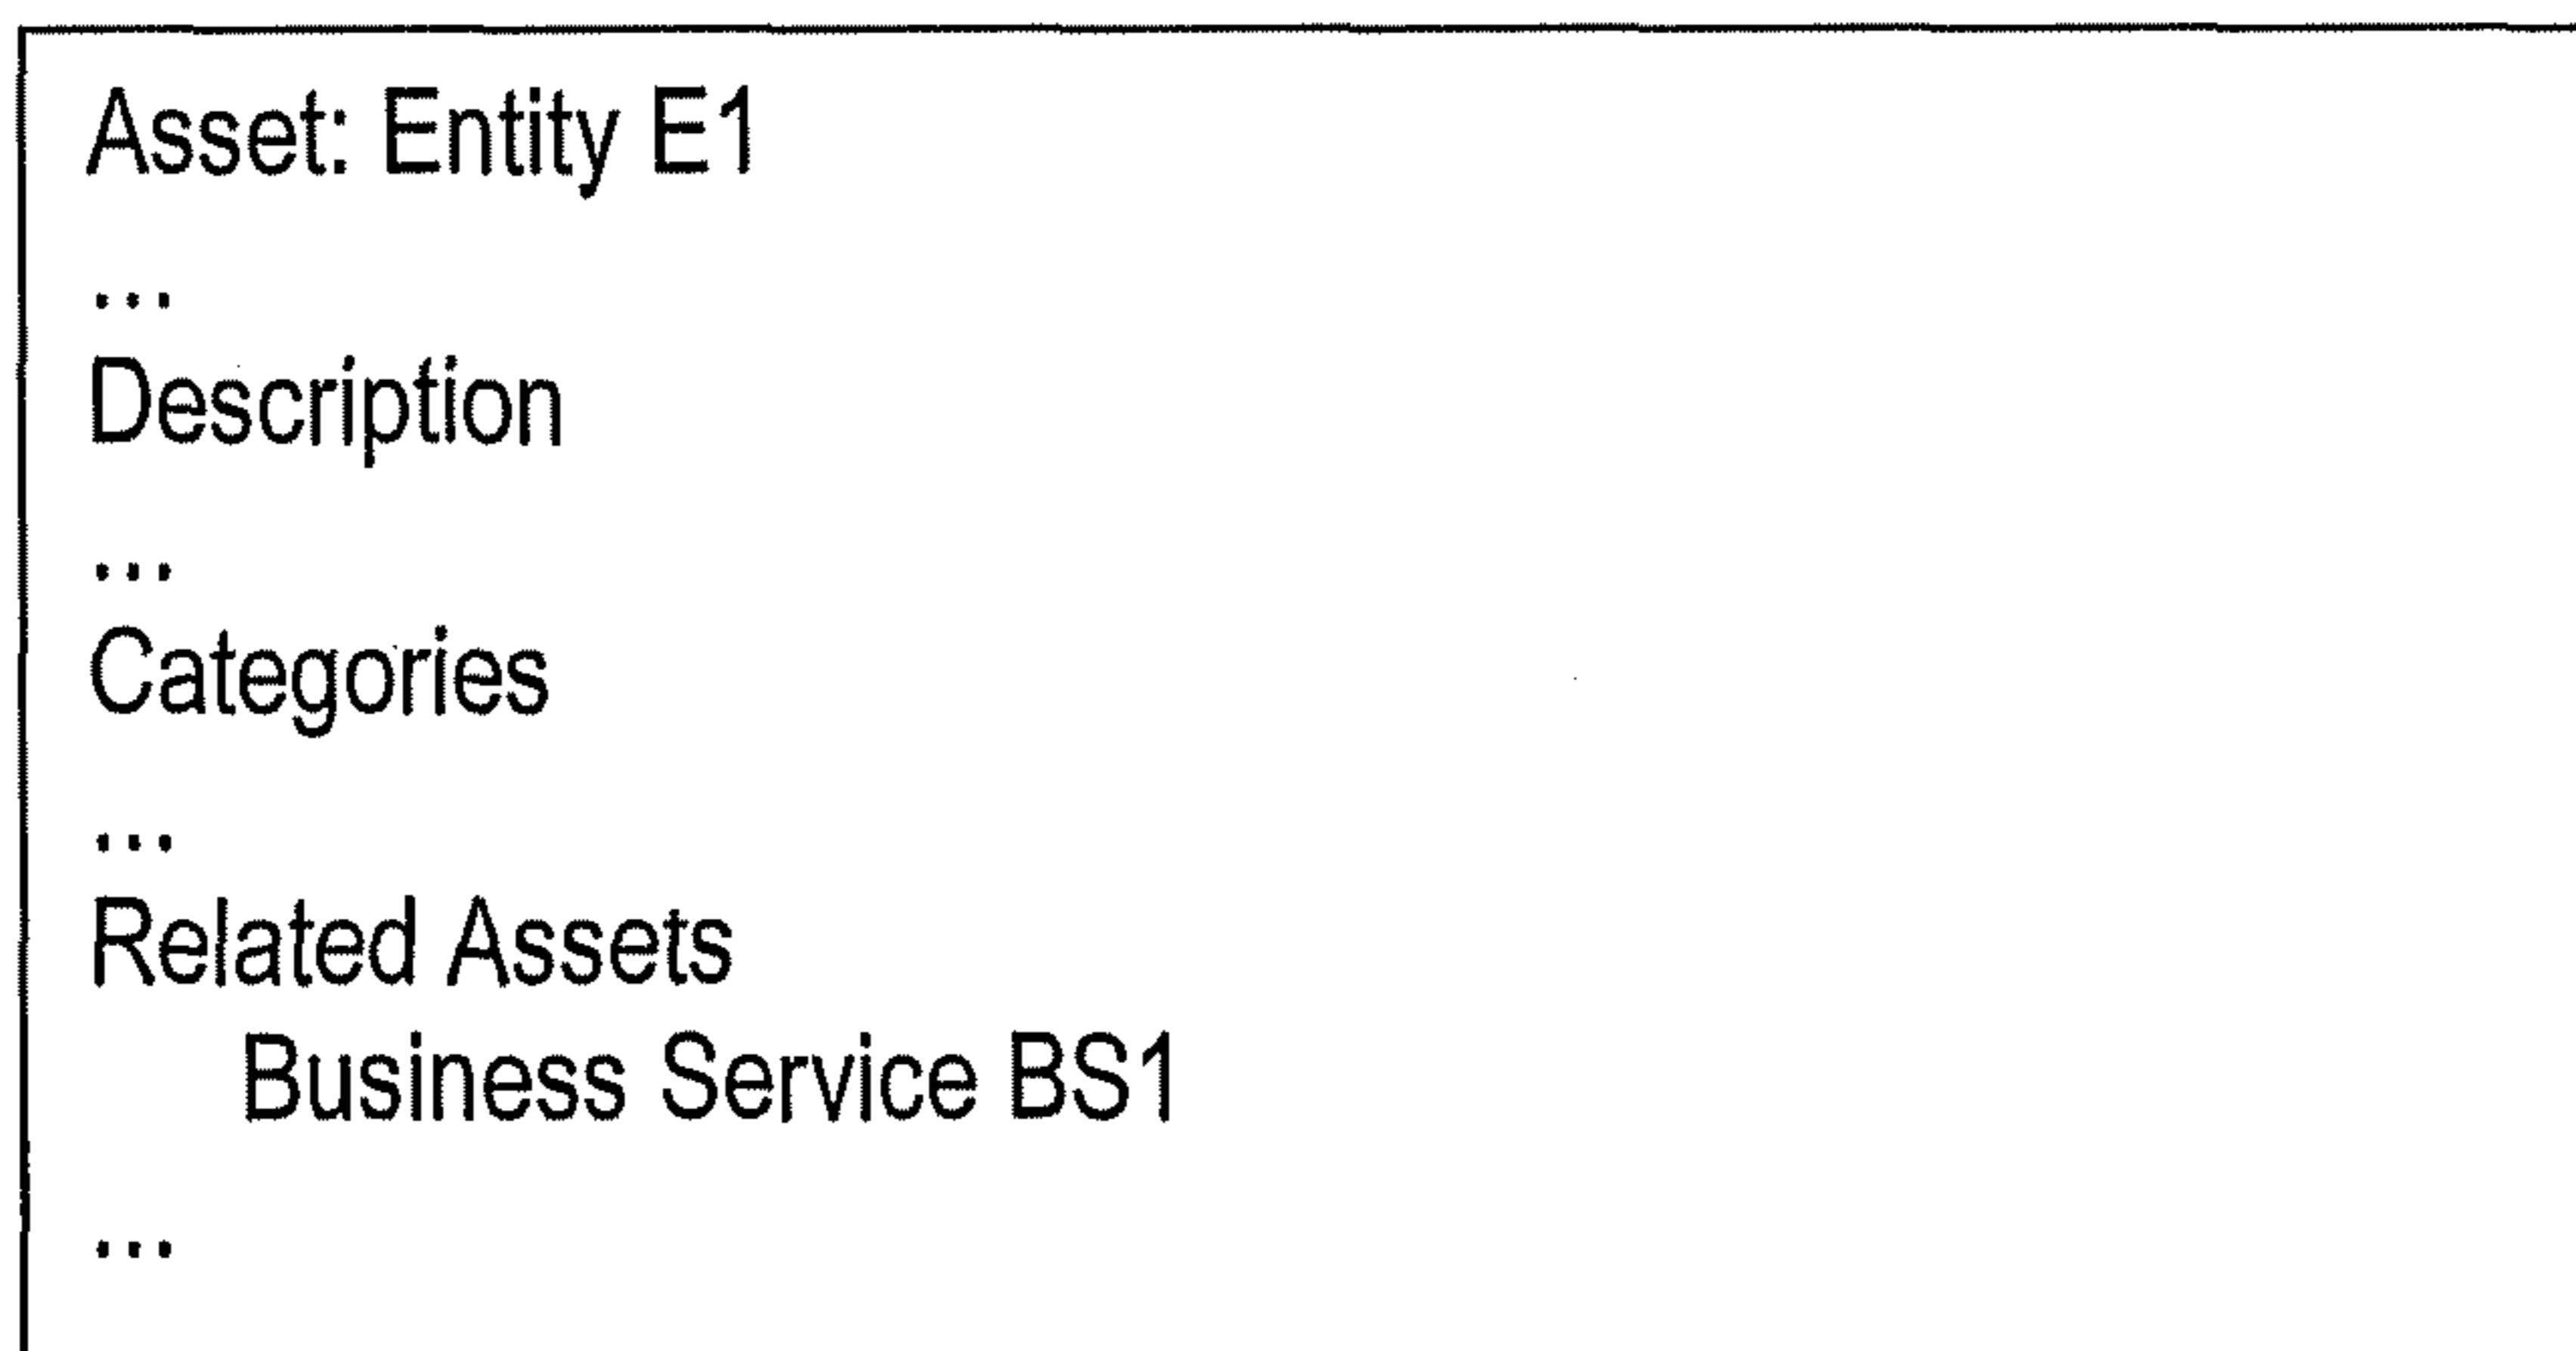 Asset: Entity E1
...
Description
...
Categories
...
Related Assets
Business Service BS1
...